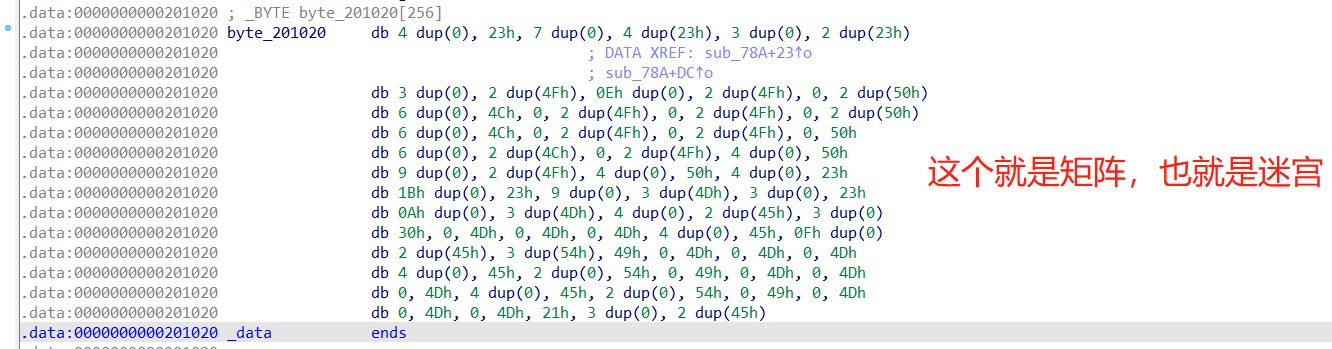 .data:0000000000201020 ; _BYTE byte_201020[256]
.data:0000000000201020 byte_201020 db 4 dup(0), 23h, 7 dup(0), 4 dup(23h), 3 dup(0), 2 dup(23h)
.data:0000000000201020 ; DATA XREF: sub_78A+23↑o
.data:0000000000201020 ; sub_78A+DC↑o
.data:0000000000201020 db 3 dup(0), 2 dup(4Fh), 0Eh dup(0), 2 dup(4Fh), 0, 2 dup(50h)
.data:0000000000201020 db 6 dup(0), 4Ch, 0, 2 dup(4Fh), 0, 2 dup(4Fh), 0, 2 dup(50h)
.data:0000000000201020 db 6 dup(0), 4Ch, 0, 2 dup(4Fh), 0, 2 dup(4Fh), 0, 50h
.data:0000000000201020 db 6 dup(0), 2 dup(4Ch), 0, 2 dup(4Fh), 4 dup(0), 50h
.data:0000000000201020 db 9 dup(0), 2 dup(4Fh), 4 dup(0), 50h, 4 dup(0), 23h
.data:0000000000201020 db 1Bh dup(0), 23h, 9 dup(0), 3 dup(4Dh), 3 dup(0), 23h
.data:0000000000201020 db 0Ah dup(0), 3 dup(4Dh), 4 dup(0), 2 dup(45h), 3 dup(0)
.data:0000000000201020 db 30h, 0, 4Dh, 0, 4Dh, 0, 4Dh, 4 dup(0), 45h, 0Fh dup(0)
.data:0000000000201020 db 2 dup(45h), 3 dup(54h), 49h, 0, 4Dh, 0, 4Dh, 0, 4Dh
.data:0000000000201020 db 4 dup(0), 45h, 2 dup(0), 54h, 0, 49h, 0, 4Dh, 0, 4Dh
.data:0000000000201020 db 0, 4Dh, 4 dup(0), 45h, 2 dup(0), 54h, 0, 49h, 0, 4Dh
.data:0000000000201020 db 0, 4Dh, 0, 4Dh, 21h, 3 dup(0), 2 dup(45h)
.data:0000000000201020 _data ends
这个就是矩阵，也就是迷宫